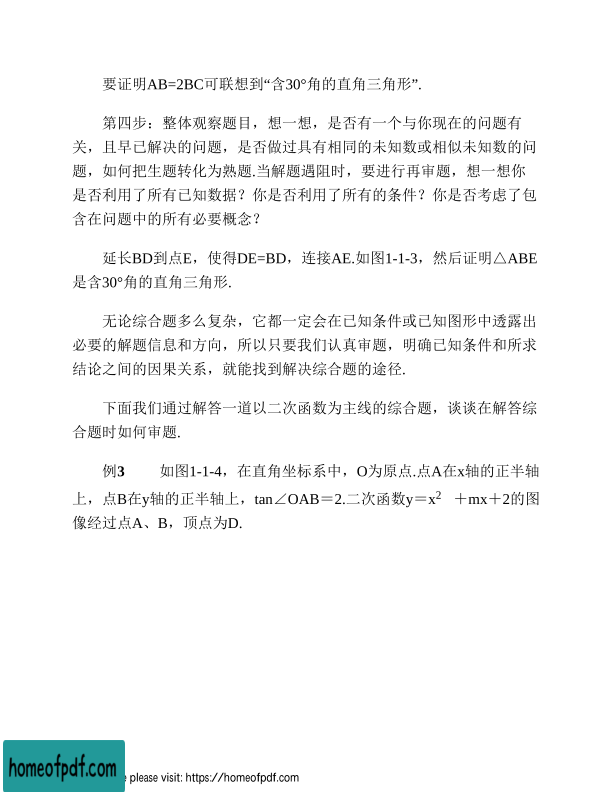 要证明AB=2BC可联想到“含30°角的直角三角形”.
第四步：整体观察题目，想一想，是否有一个与你现在的问题有
关，且早已解决的问题，是否做过具有相同的未知数或相似未知数的问
题，如何把生题转化为熟题.当解题遇阻时，要进行再审题，想一想你
是否利用了所有已知数据？你是否利用了所有的条件？你是否考虑了包
含在问题中的所有必要概念？
延长BD到点E，使得DE=BD，连接AE.如图1-1-3，然后证明△ABE
是含30°角的直角三角形.
无论综合题多么复杂，它都一定会在已知条件或已知图形中透露出
必要的解题信息和方向，所以只要我们认真审题，明确已知条件和所求
结论之间的因果关系，就能找到解决综合题的途径.
下面我们通过解答一道以二次函数为主线的综合题，谈谈在解答综
合题时如何审题.
例3 如图1-1-4，在直角坐标系中，O为原点.点A在x轴的正半轴
上，点B在y轴的正半轴上，tan∠OAB＝2.二次函数y＝x² ＋mx＋2的图
像经过点A、B，顶点为D.
homeofpdf.com
please visit: https://homeofpdf.com